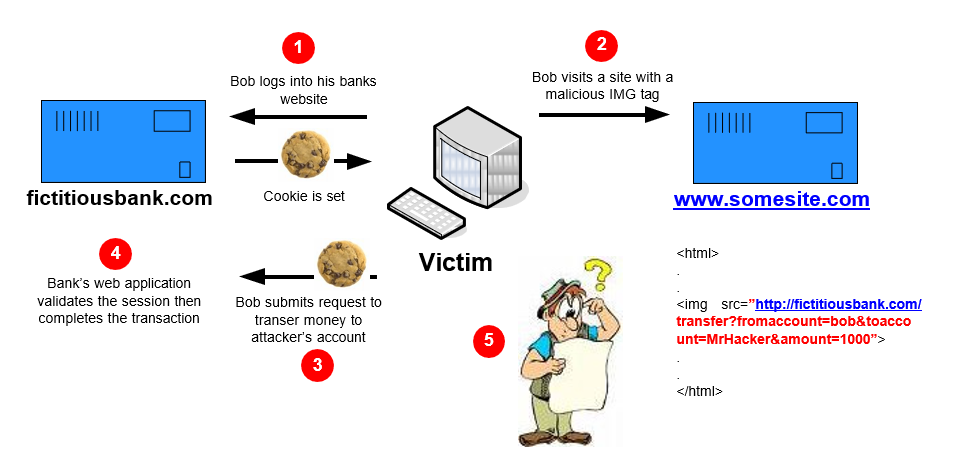 1
Bob logs into his banks
website
Cookie is set
fictitiousbank.com
2
Bob visits a site with a
malicious IMG tag
www.somesite.com
Victim
4
Bank’s web application
validates the session then
completes the transaction
Bob submits request to
transer money to
attacker’s account
3
5
?
<html>
.
.
<img src=”http://fictitiousbank.com/
transfer?fromaccount=bob&toacco
unt=MrHacker&amount=1000”>
.
.
</html>